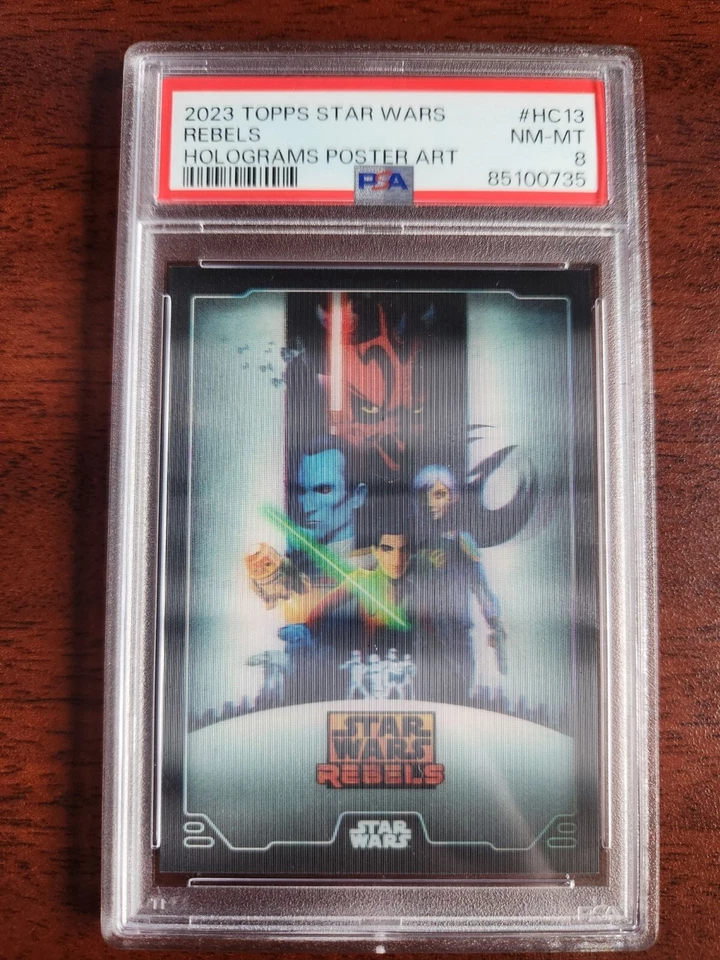 2023 TOPPS STAR WARS #HC13
REBELS NM-MT
HOLOGRAMS POSTER ART 8
PSA 85100735
STAR
WARS
REBELS
STAR
WARS
PSA